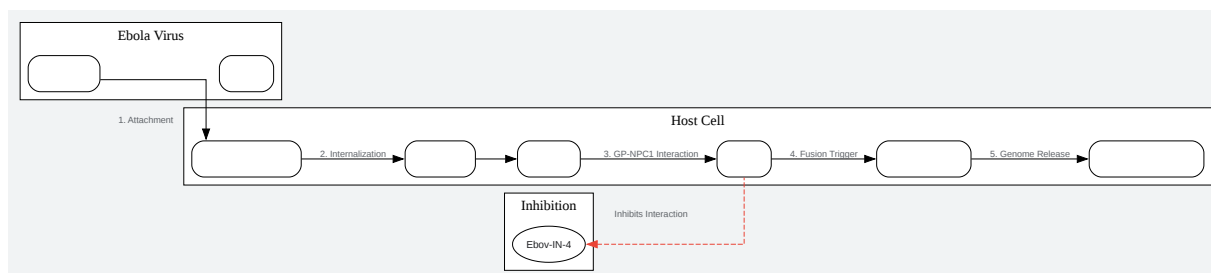 Ebola Virus
1. Attachment
Host Cell
2. Internalization
3. GP-NPC1 Interaction
4. Fusion Trigger
5. Genome Release
Inhibition
Inhibits Interaction
Ebov-IN-4